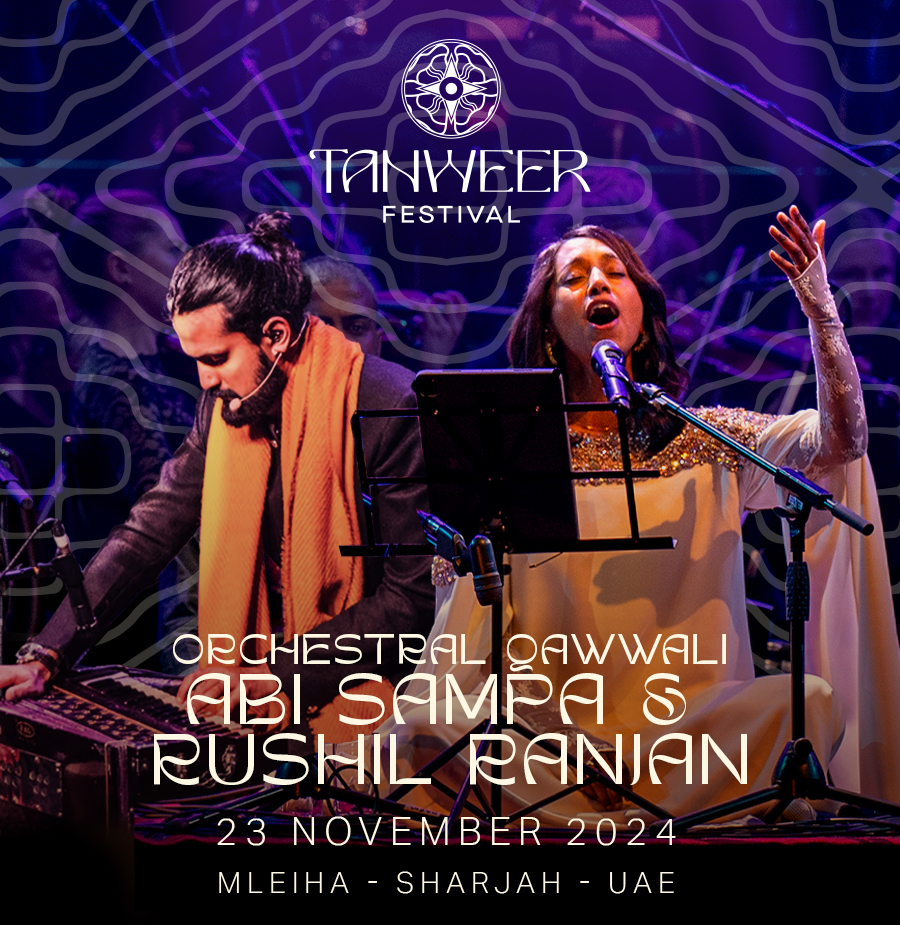 TANWEER
FESTIVAL
ORCHESTRAL QAWWALI
ABI SAMPA &
RUSHIL RANJAN
23 NOVEMBER 2024
MLEIHA - SHARJAH - UAE